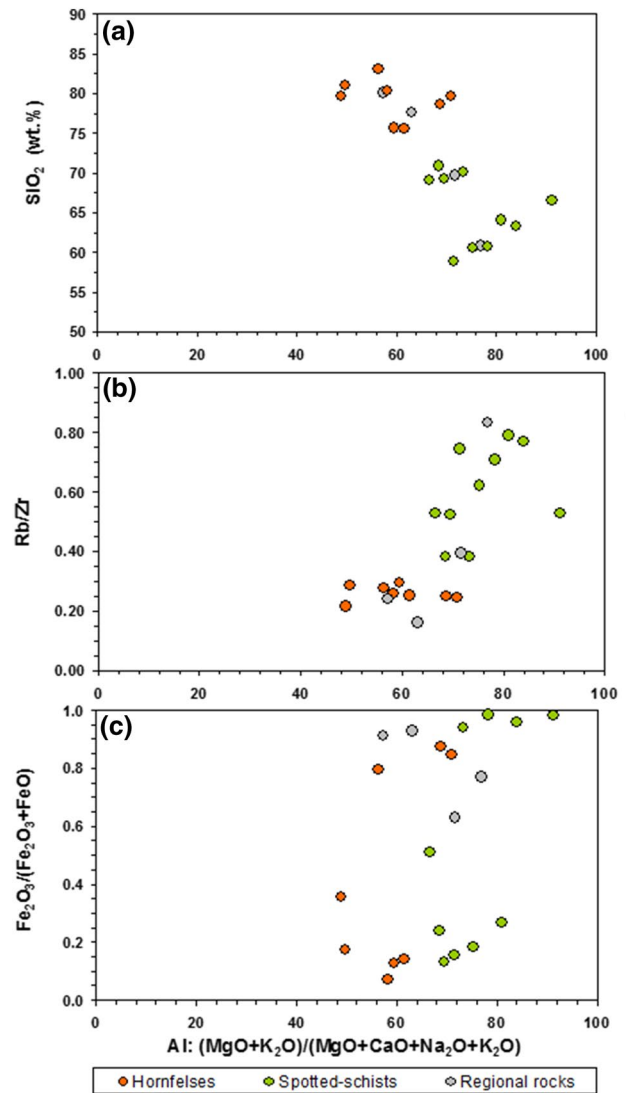 (a)
90
85
80
75
70
65
60
55
50
SIO₂ (wt.%)
0 20 40 60 80 100
(b)
1.00
0.80
0.60
0.40
0.20
0.00
Rb/Zr
0 20 40 60 80 100
(c)
1.0
0.8
0.6
0.4
0.2
0.0
Fe₂O₃/(Fe₂O₃+FeO)
0 20 40 60 80 100
AI: (MgO+K₂O)/(MgO+CaO+Na₂O+K₂O)
Hornfelses Spotted-schists Regional rocks